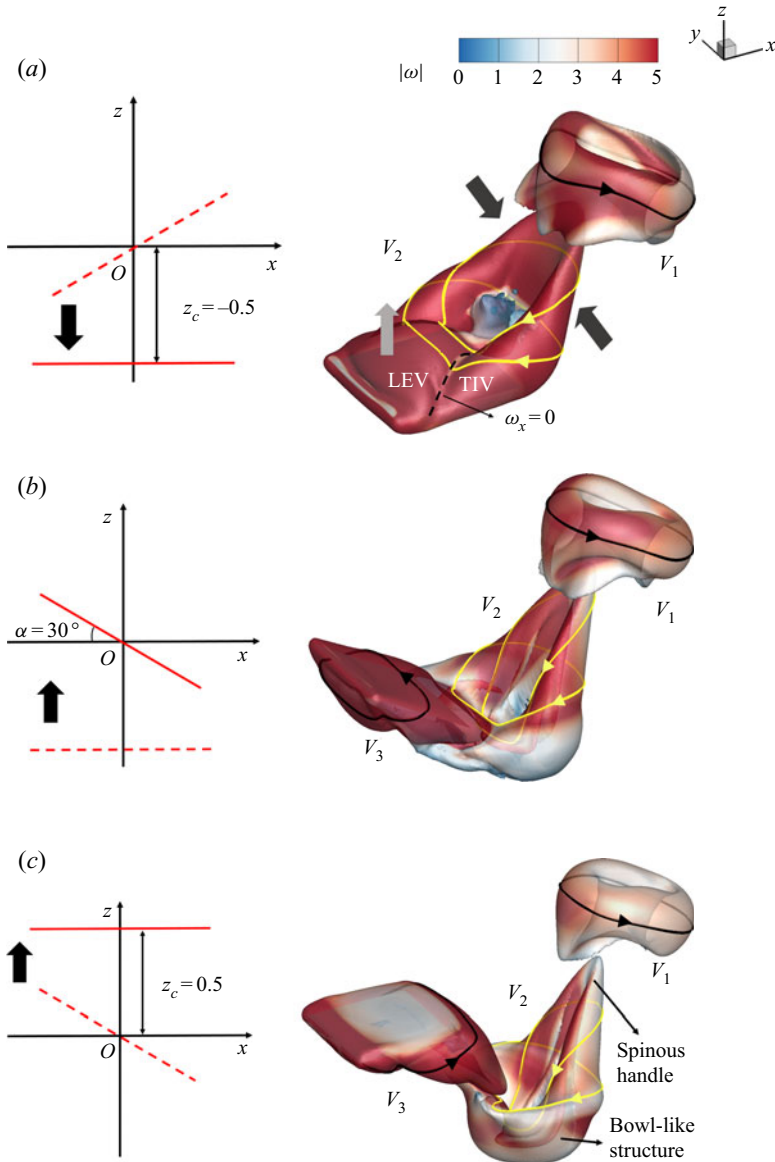 z
y
x
|ω|
0 1 2 3 4 5
(a)
z
O
x
z_c = –0.5
V_2
V_1
LEV
TIV
ω_x = 0
(b)
z
α = 30°
O
x
V_2
V_1
V_3
(c)
z
z_c = 0.5
O
x
V_2
V_1
V_3
Spinous
handle
Bowl-like
structure